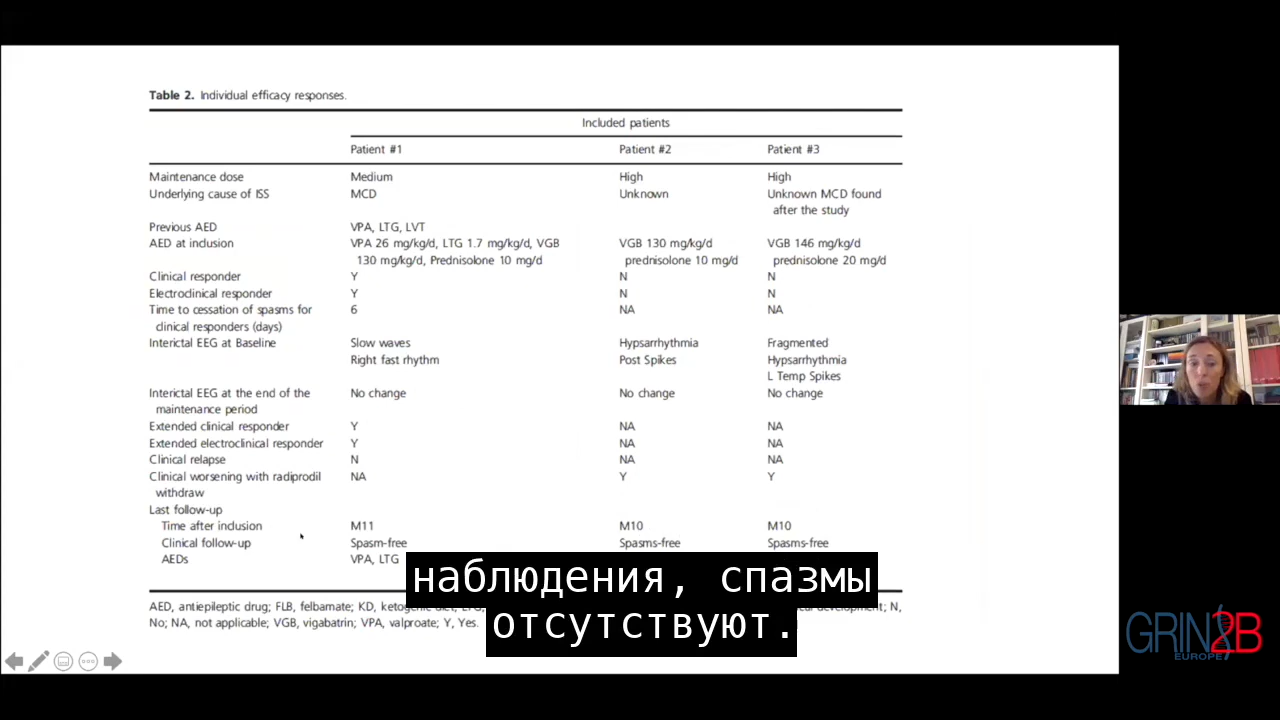 Table 2. Individual efficacy responses.
Included patients
Patient #1 Patient #2 Patient #3
Maintenance dose Medium High High
Underlying cause of ISS MCD Unknown Unknown MCD found
after the study
Previous AED VPA, LTG, LVT
AED at inclusion VPA 26 mg/kg/d, LTG 1.7 mg/kg/d, VGB VGB 130 mg/kg/d VGB 146 mg/kg/d
130 mg/kg/d, Prednisolone 10 mg/d prednisolone 10 mg/d prednisolone 20 mg/d
Clinical responder Y N N
Electroclinical responder Y N N
Time to cessation of spasms for 6 NA NA
clinical responders (days)
Interictal EEG at Baseline Slow waves Hypsarrhythmia Fragmented
Right fast rhythm Post Spikes Hypsarrhythmia
L Temp Spikes
Interictal EEG at the end of the No change No change No change
maintenance period
Extended clinical responder Y NA NA
Extended electroclinical responder Y NA NA
Clinical relapse N NA NA
Clinical worsening with radiprodil NA Y Y
withdraw
Last follow-up
Time after inclusion M11 M10 M10
Clinical follow-up Spasm-free Spasms-free Spasms-free
AEDs VPA, LTG
AED, antiepileptic drug; FLB, felbamate; KD, N,
No; NA, not applicable; VGB, vigabatrin; VPA, valproate; Y, Yes.
наблюдения, спазмы
отсутствуют.
GRIN2B
EUROPE